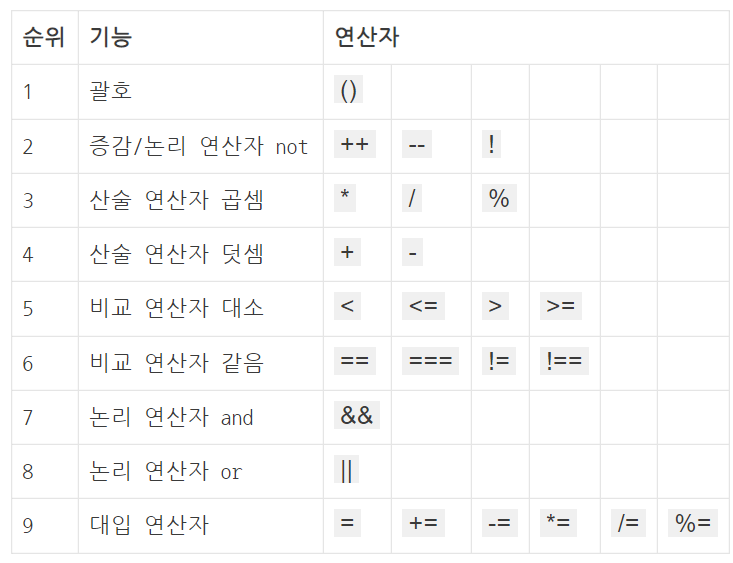 순위 기능 연산자
1 괄호 ()
2 증감/논리 연산자 not ++ -- !
3 산술 연산자 곱셈 * / %
4 산술 연산자 덧셈 + -
5 비교 연산자 대소 < <= > >=
6 비교 연산자 같음 == === != !==
7 논리 연산자 and &&
8 논리 연산자 or ||
9 대입 연산자 = += -= *= /= %=